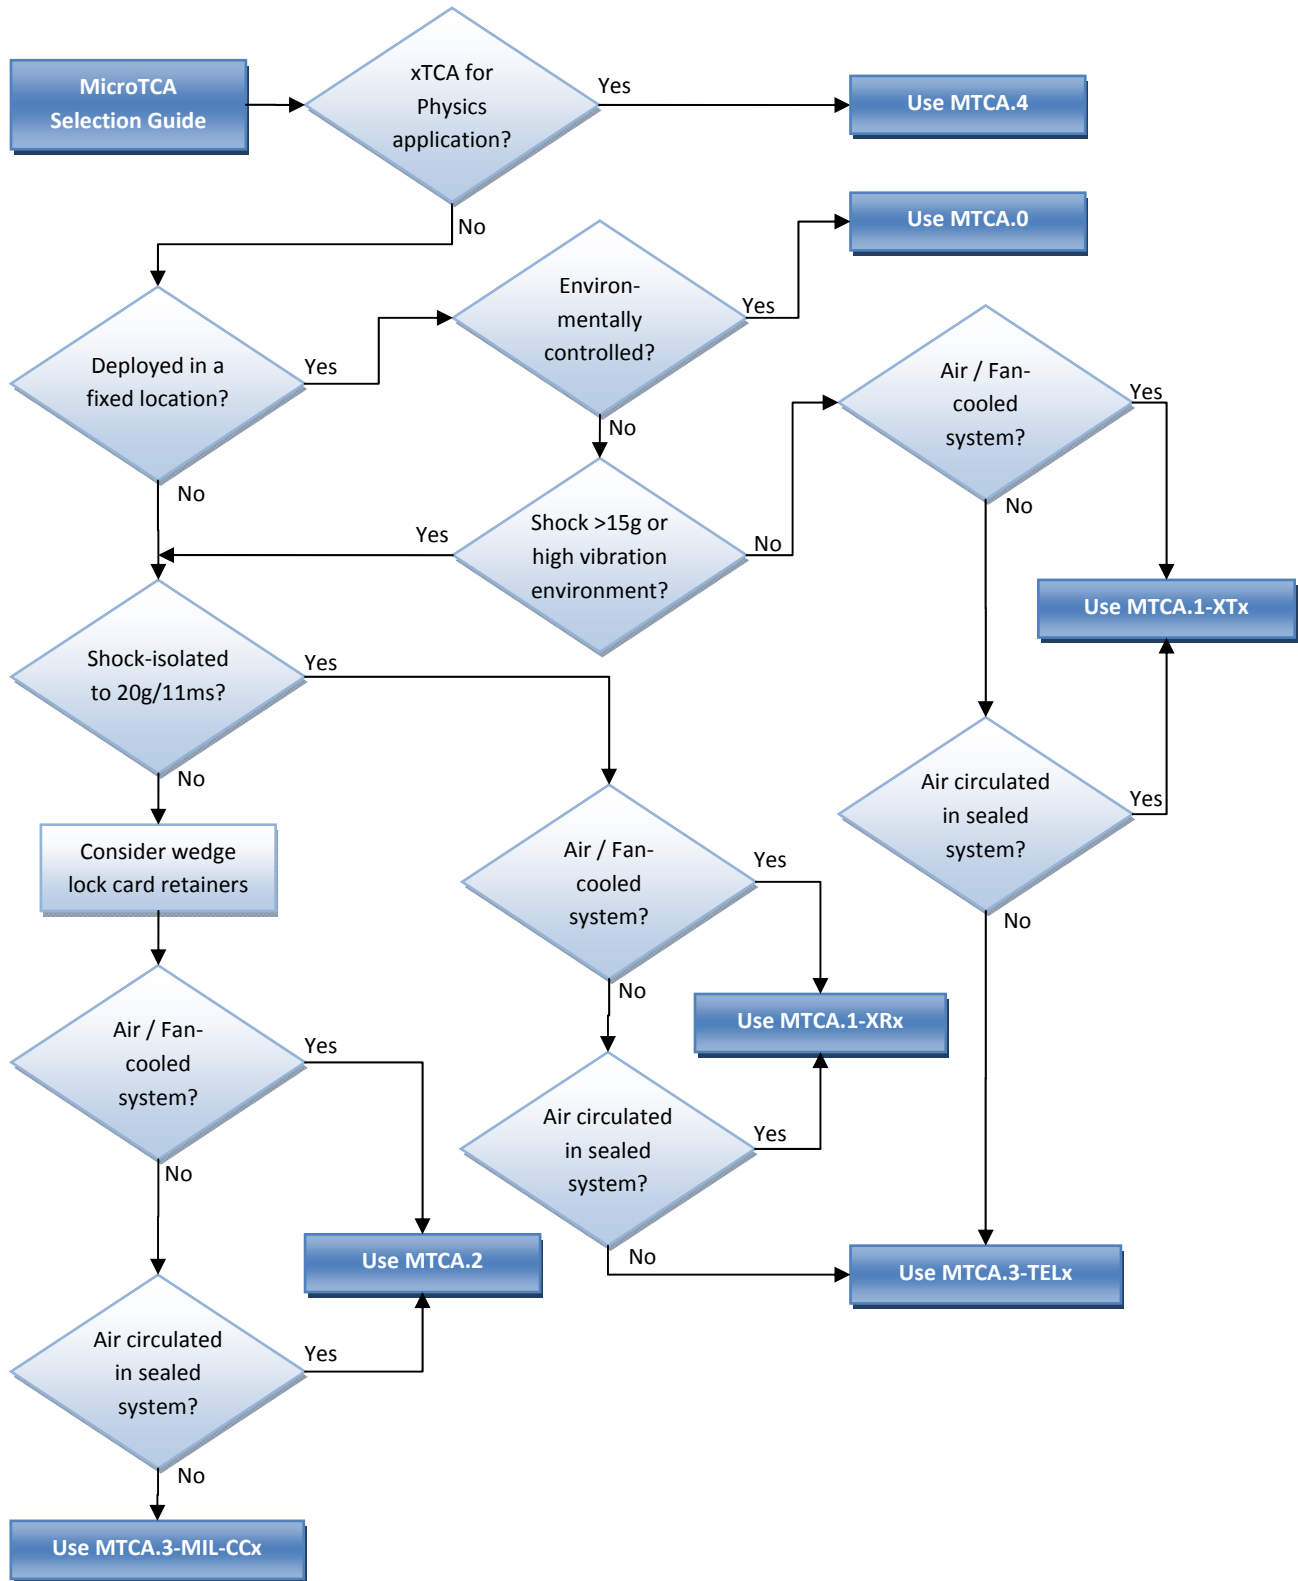 MicroTCA
Selection Guide
xTCA for
Physics
application?
Yes
Use MTCA.4
No
Use MTCA.0
Environ-
mentally
controlled?
Yes
Deployed in a
fixed location?
Yes
No
No
Air / Fan-
cooled
system?
Yes
No
Shock >15g or
high vibration
environment?
Yes
No
Use MTCA.1-XTx
Shock-isolated
to 20g/11ms?
Yes
No
Air circulated
in sealed
system?
Yes
No
Consider wedge
lock card retainers
Air / Fan-
cooled
system?
Yes
No
Use MTCA.1-XRx
Air / Fan-
cooled
system?
Yes
No
Air circulated
in sealed
system?
Yes
No
Use MTCA.2
Use MTCA.3-TELx
Air circulated
in sealed
system?
Yes
No
Use MTCA.3-MIL-CCx